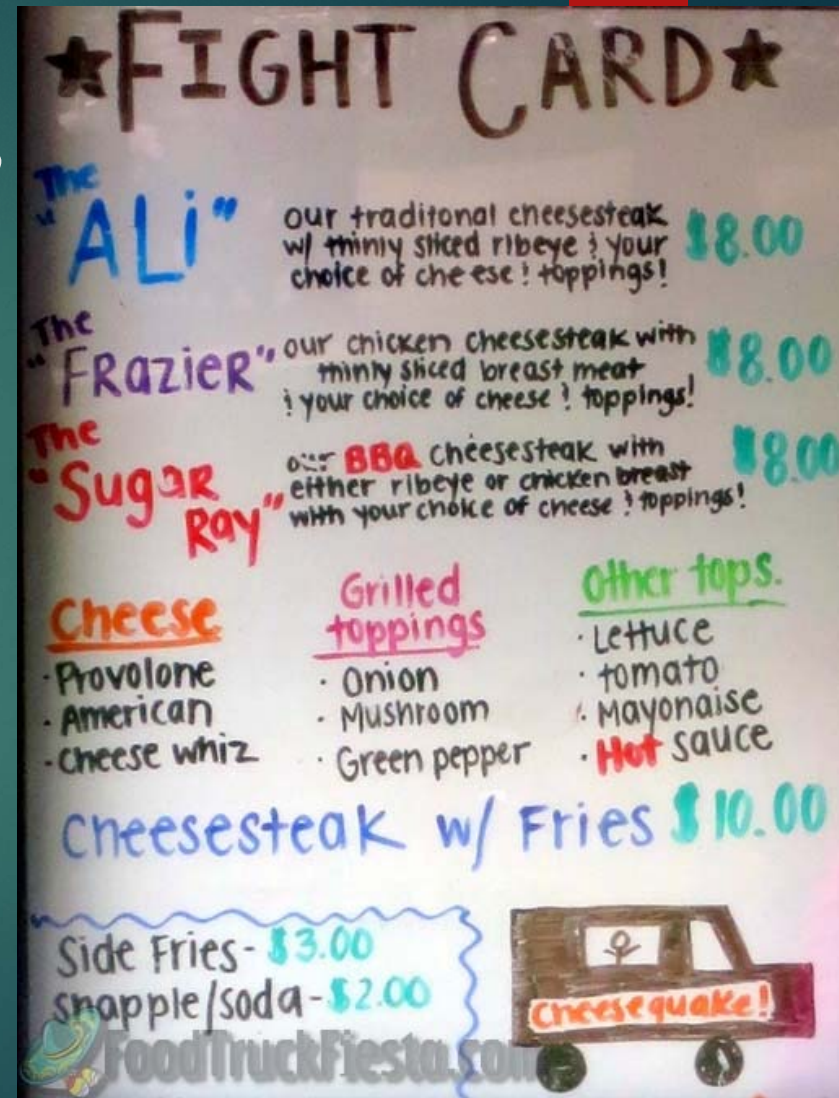 ★FIGHT CARD★
The
"ALi"
our traditonal cheesesteak
w/ thinly sliced ribeye & your
choice of cheese & toppings!
$8.00
The
"FRazieR"
our chicken cheesesteak with
thinly sliced breast meat
& your choice of cheese & toppings!
$8.00
The
"SugaR
Ray"
our BBQ cheesesteak with
either ribeye or chicken breast
with your choice of cheese & toppings!
$8.00
Cheese
· Provolone
· American
· Cheese whiz
Grilled
toppings
· Onion
· Mushroom
· Green pepper
Other tops.
· Lettuce
· tomato
· Mayonaise
· Hot sauce
Cheesesteak w/ Fries $10.00
Side Fries - $3.00
snapple/soda - $2.00
cheesequake!
FoodTruckFiesta.com